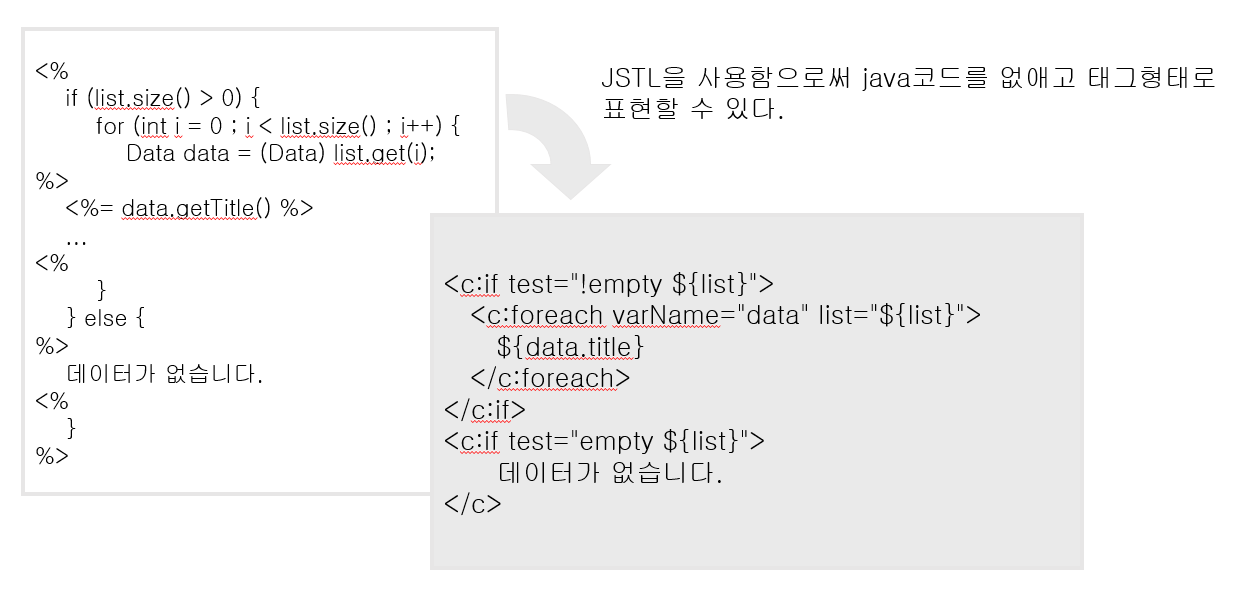 <%
if (list.size() > 0) {
for (int i = 0 ; i < list.size() ; i++) {
Data data = (Data) list.get(i);
%>
<%= data.getTitle() %>
...
<%
}
} else {
%>
데이터가 없습니다.
<%
}
%>
JSTL을 사용함으로써 java코드를 없애고 태그형태로
표현할 수 있다.
<c:if test="!empty ${list}">
<c:foreach varName="data" list="${list}">
${data.title}
</c:foreach>
</c:if>
<c:if test="empty ${list}">
데이터가 없습니다.
</c>